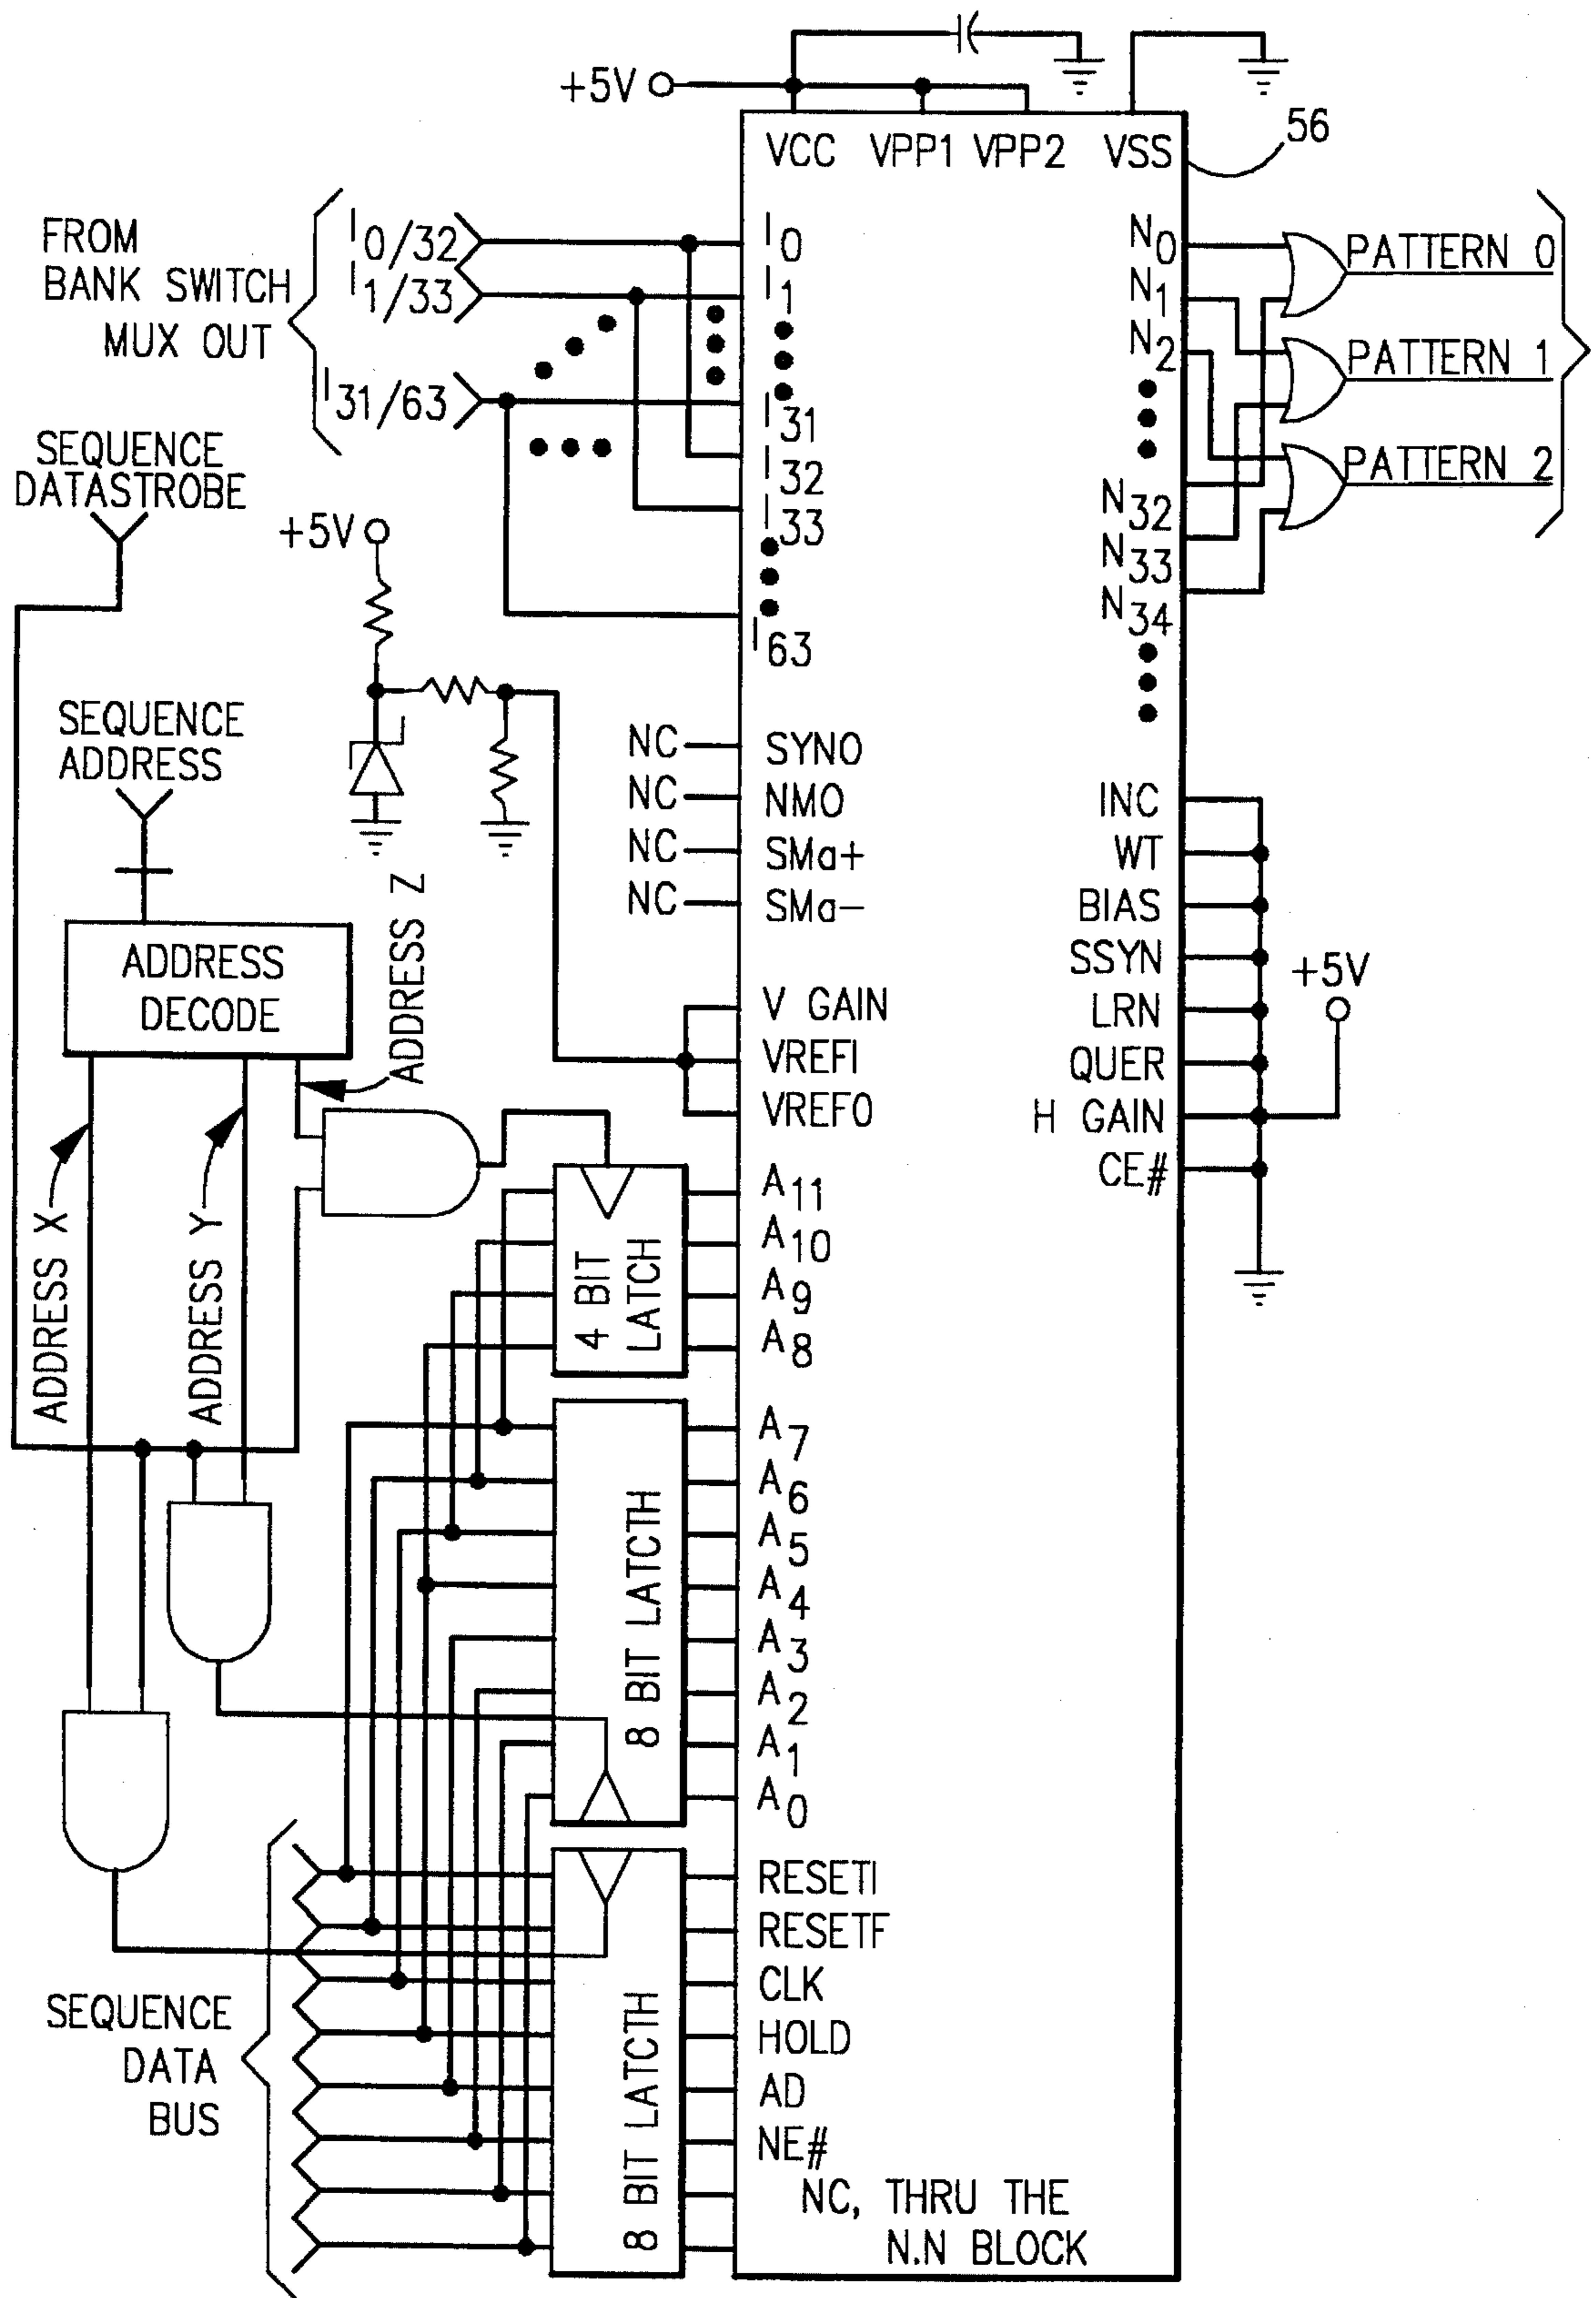 +5V
VCC VPP1 VPP2 VSS
56
FROM
BANK SWITCH
MUX OUT
I0/32
I1/33
I31/63
I0
I1
I31
I32
I33
I63
N0
N1
N2
N32
N33
N34
PATTERN 0
PATTERN 1
PATTERN 2
SEQUENCE
DATASTROBE
+5V
SEQUENCE
ADDRESS
ADDRESS
DECODE
ADDRESS Z
ADDRESS X
ADDRESS Y
NC SYNO
NC NMO
NC SMa+
NC SMa-
V GAIN
VREFI
VREFO
INC
WT
BIAS
SSYN
LRN
QUER
H GAIN
CE#
+5V
4 BIT
LATCH
A11
A10
A9
A8
8 BIT LATCTH
A7
A6
A5
A4
A3
A2
A1
A0
SEQUENCE
DATA
BUS
8 BIT LATCTH
RESETI
RESETF
CLK
HOLD
AD
NE#
NC, THRU THE
N.N BLOCK